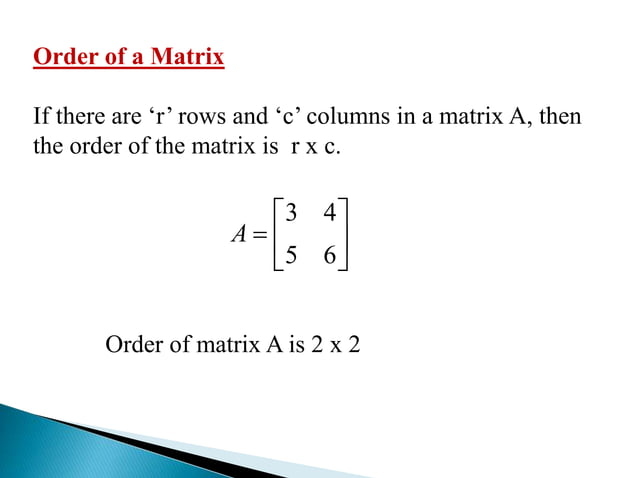 Order of a Matrix
If there are ‘r’ rows and ‘c’ columns in a matrix A, then
the order of the matrix is  r x c.
A = [3 4
5 6]
Order of matrix A is 2 x 2